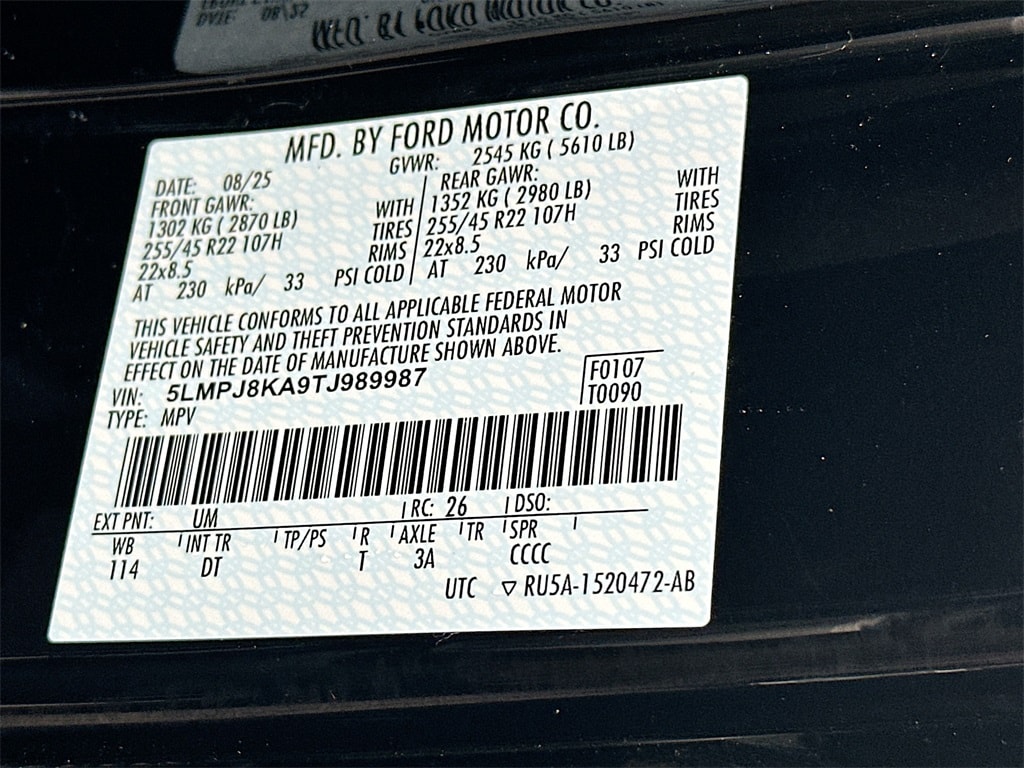 MFD. BY FORD MOTOR CO.
DATE: 08/25 GVWR: 2545 KG ( 5610 LB)
FRONT GAWR: REAR GAWR:
1302 KG ( 2870 LB) WITH 1352 KG ( 2980 LB) WITH
255/45 R22 107H TIRES 255/45 R22 107H TIRES
22x8.5 RIMS 22x8.5 RIMS
AT 230 kPa/ 33 PSI COLD AT 230 kPa/ 33 PSI COLD
THIS VEHICLE CONFORMS TO ALL APPLICABLE FEDERAL MOTOR
VEHICLE SAFETY AND THEFT PREVENTION STANDARDS IN
EFFECT ON THE DATE OF MANUFACTURE SHOWN ABOVE.
VIN: 5LMPJ8KA9TJ989987 F0107
TYPE: MPV T0090
EXT PNT: UM RC: 26 DSO:
WB INT TR TP/PS R AXLE TR SPR
114 DT T 3A CCCC
UTC ▽ RU5A-1520472-AB